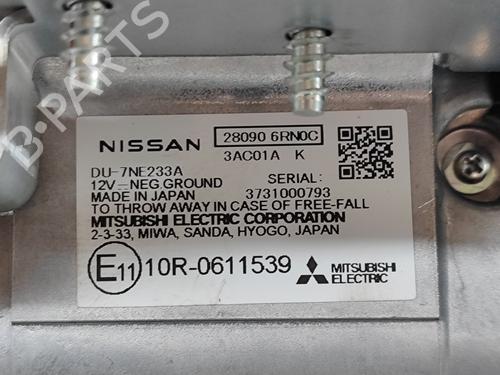 B-PARTS
NISSAN
28090 6RN0C
3AC01A K
DU-7NE233A
12V⎓NEG.GROUND
SERIAL:
MADE IN JAPAN
3731000793
TO THROW AWAY IN CASE OF FREE-FALL
MITSUBISHI ELECTRIC CORPORATION
2-3-33, MIWA, SANDA, HYOGO, JAPAN
E11 10R-0611539
MITSUBISHI
ELECTRIC